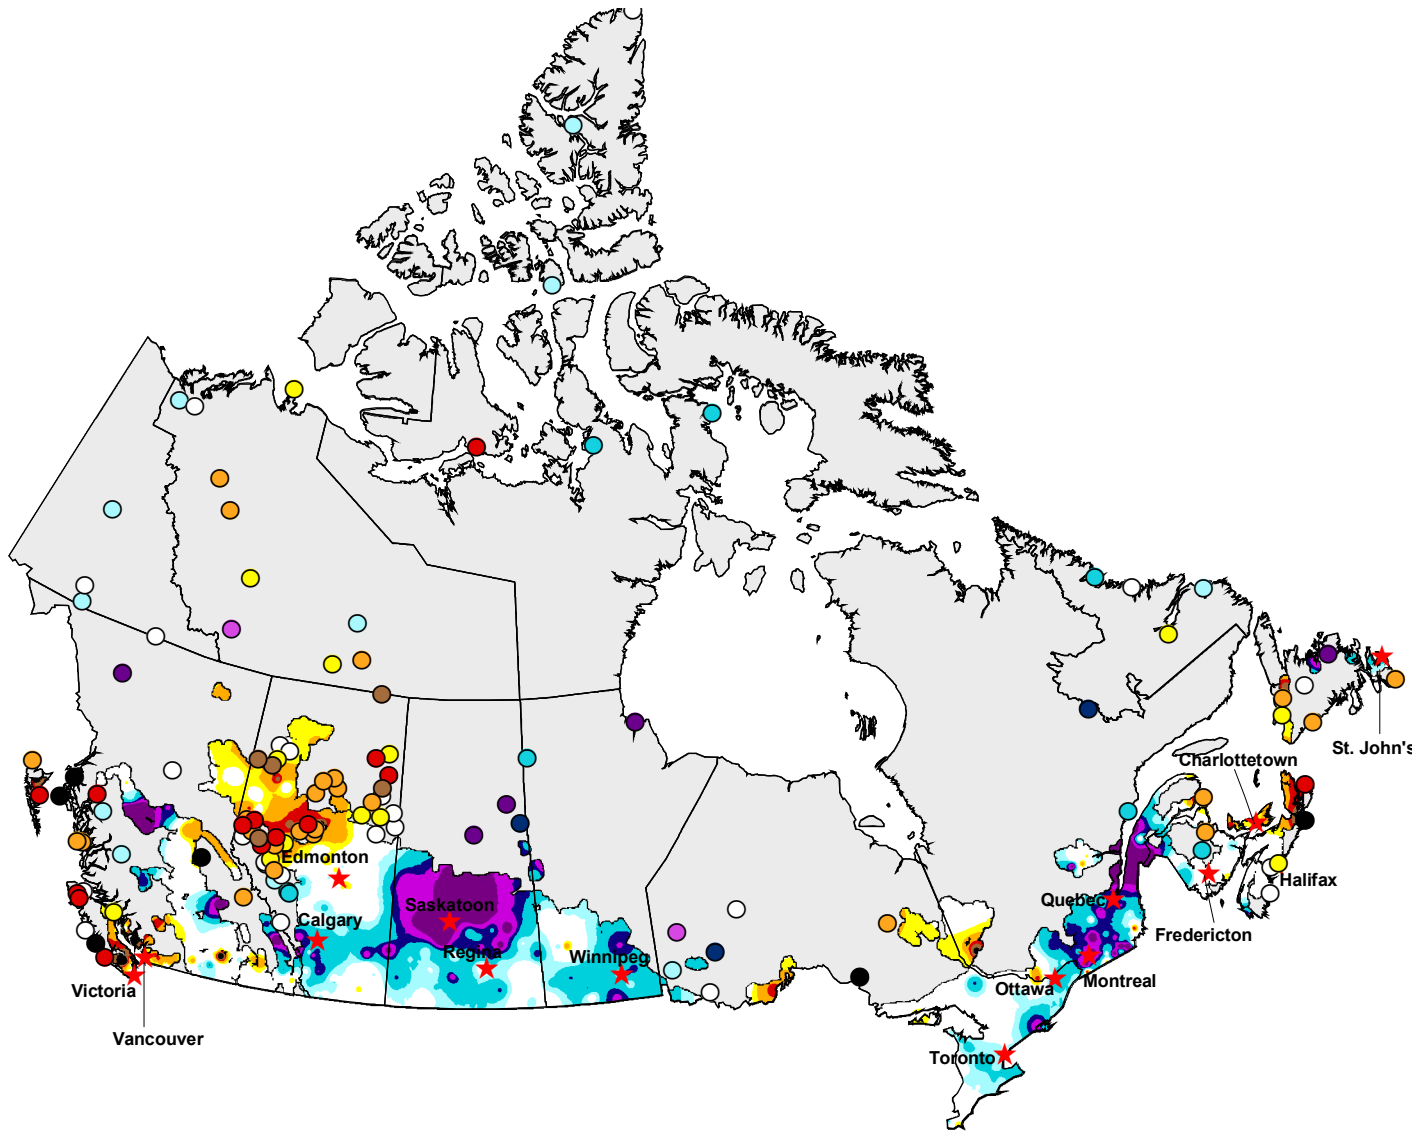 St. John's
Charlottetown
Edmonton
Halifax
Saskatoon
Quebec
Calgary
Fredericton
Regina
Winnipeg
Montreal
Ottawa
Victoria
Vancouver
Toronto